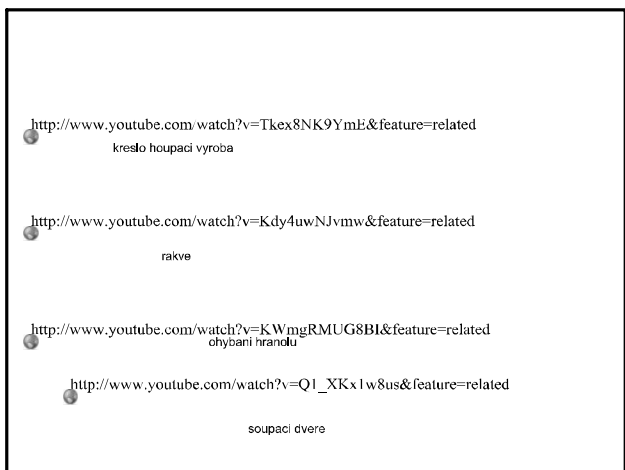 http://www.youtube.com/watch?v=Tkex8NK9YmE&feature=related
kreslo houpaci vyroba
http://www.youtube.com/watch?v=Kdy4uwNJvmw&feature=related
rakve
http://www.youtube.com/watch?v=KWmgRMUG8BI&feature=related
ohybani hranolu
http://www.youtube.com/watch?v=Q1_XKx1w8us&feature=related
soupaci dvere